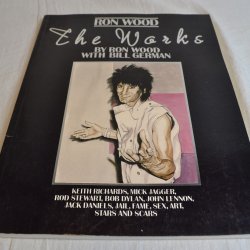 RON WOOD
The Works
BY RON WOOD
WITH BILL GERMAN
KEITH RICHARDS, MICK JAGGER,
ROD STEWART, BOB DYLAN, JOHN LENNON,
JACK DANIELS, JAIL, FAME, SEX, ART,
STARS AND SCARS